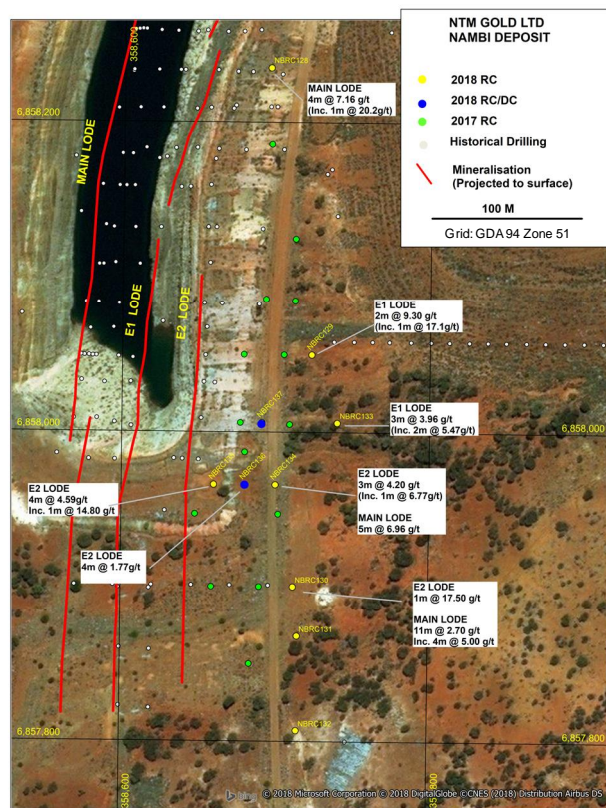 NTM GOLD LTD
NAMBI DEPOSIT
2018 RC
2018 RC/DC
2017 RC
Historical Drilling
Mineralisation
(Projected to surface)
100 M
Grid: GDA 94 Zone 51
358,600
NBRC128
MAIN LODE
4m @ 7.16 g/t
(Inc. 1m @ 20.2g/t)
6,858,200
MAIN LODE
E1 LODE
E2 LODE
E1 LODE
2m @ 9.30 g/t
(Inc. 1m @ 17.1g/t)
NBRC129
NBRC137
NBRC133
E1 LODE
3m @ 3.96 g/t
(Inc. 2m @ 5.47g/t)
6,858,000
6,858,000
NBRC136
NBRC134
E2 LODE
4m @ 4.59g/t
Inc. 1m @ 14.80 g/t)
E2 LODE
3m @ 4.20 g/t
(Inc. 1m @ 6.77g/t)
MAIN LODE
5m @ 6.96 g/t
E2 LODE
4m @ 1.77g/t
NBRC130
E2 LODE
1m @ 17.50 g/t
MAIN LODE
11m @ 2.70 g/t
Inc. 4m @ 5.00 g/t)
NBRC131
NBRC132
6,857,800
6,857,800
358,600
358,800
bing
© 2018 Microsoft Corporation © 2018 DigitalGlobe ©CNES (2018) Distribution Airbus DS